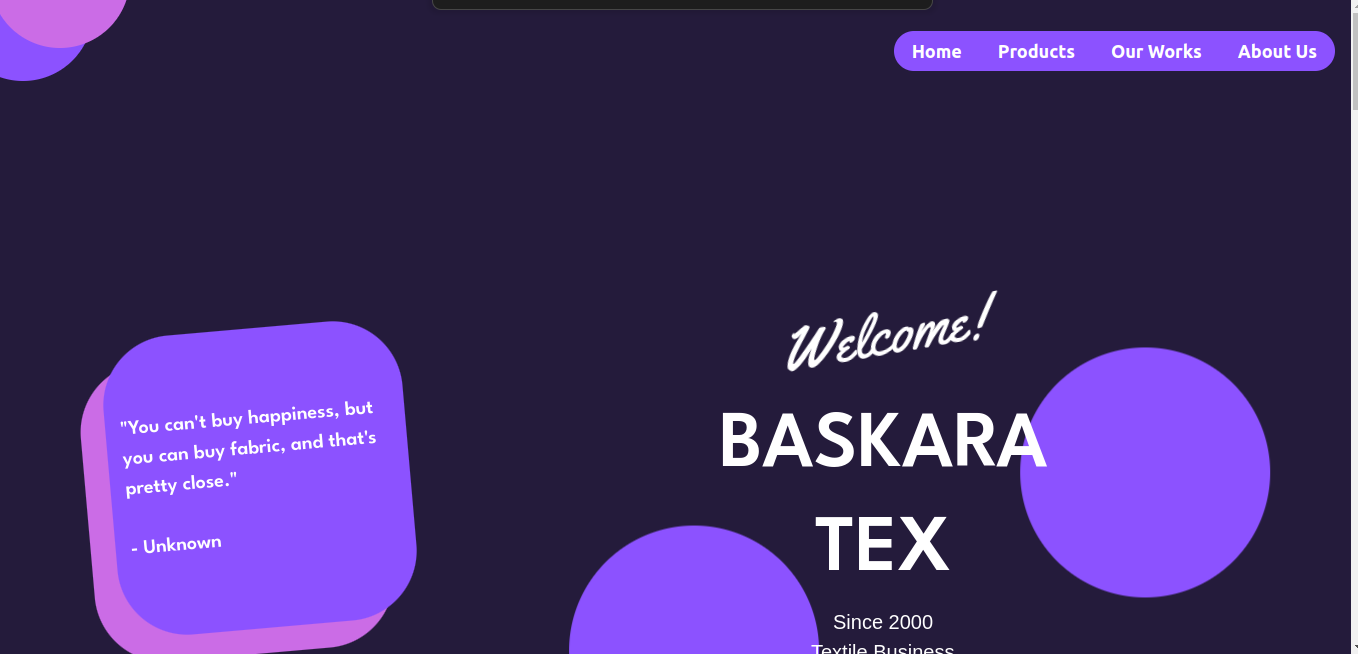 Home Products Our Works About Us
Welcome!
BASKARA
TEX
Since 2000
Textile Business
"You can't buy happiness, but
you can buy fabric, and that's
pretty close."
- Unknown